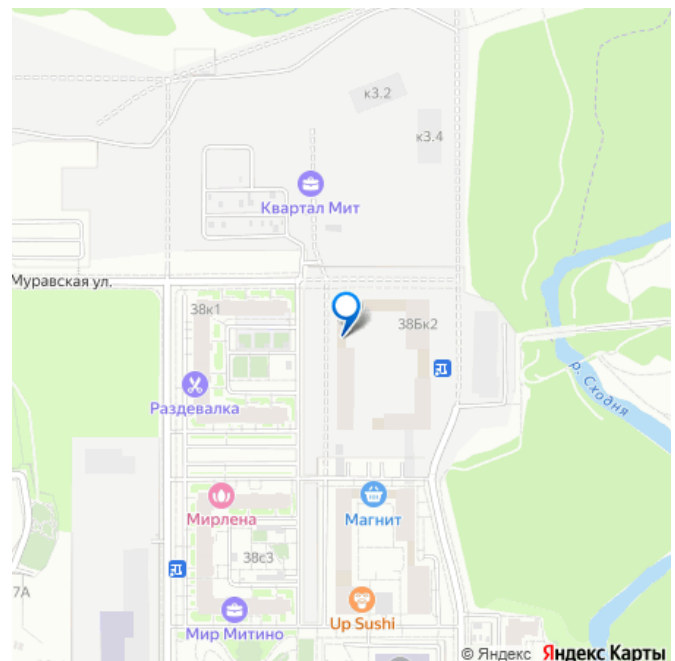 к3.2
к3.4
Квартал Мит
Муравская ул.
38к1
38Бк2
р. Сходня
Раздевалка
Мирлена
Магнит
38с3
7А
Up Sushi
Мир Митино
© Яндекс Яндекс Карты